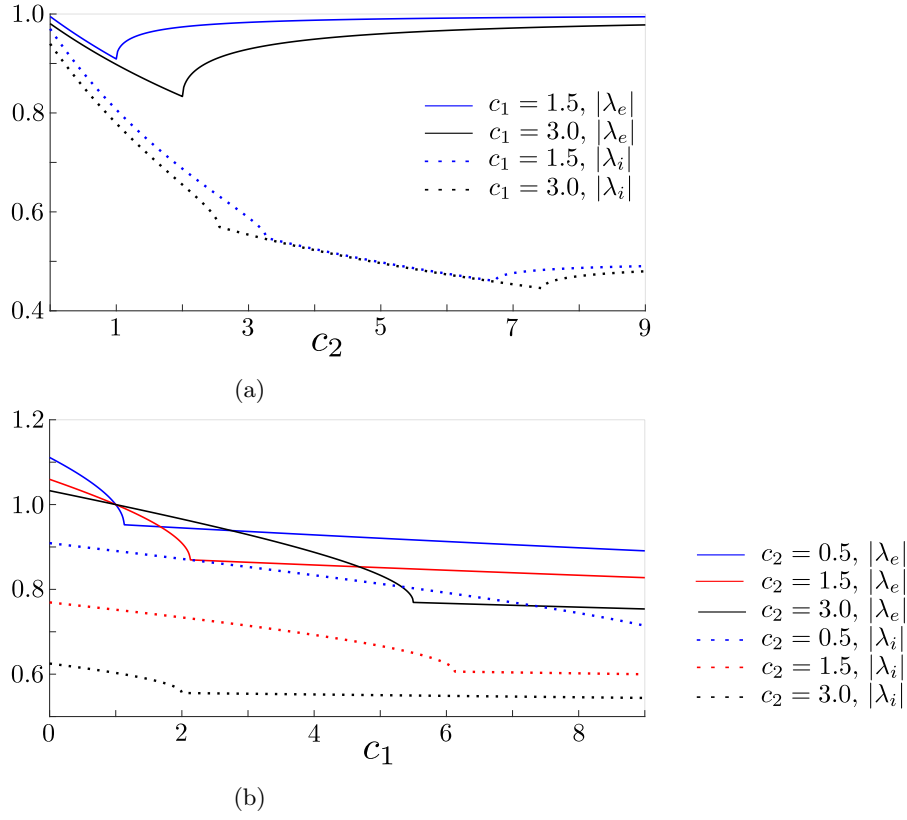 1.0
0.8
0.6
0.4
c₁ = 1.5, |λₑ|
c₁ = 3.0, |λₑ|
c₁ = 1.5, |λᵢ|
c₁ = 3.0, |λᵢ|
1 3 5 7 9
c₂
(a)
1.2
1.0
0.8
0.6
0 2 4 6 8
c₁
c₂ = 0.5, |λₑ|
c₂ = 1.5, |λₑ|
c₂ = 3.0, |λₑ|
c₂ = 0.5, |λᵢ|
c₂ = 1.5, |λᵢ|
c₂ = 3.0, |λᵢ|
(b)